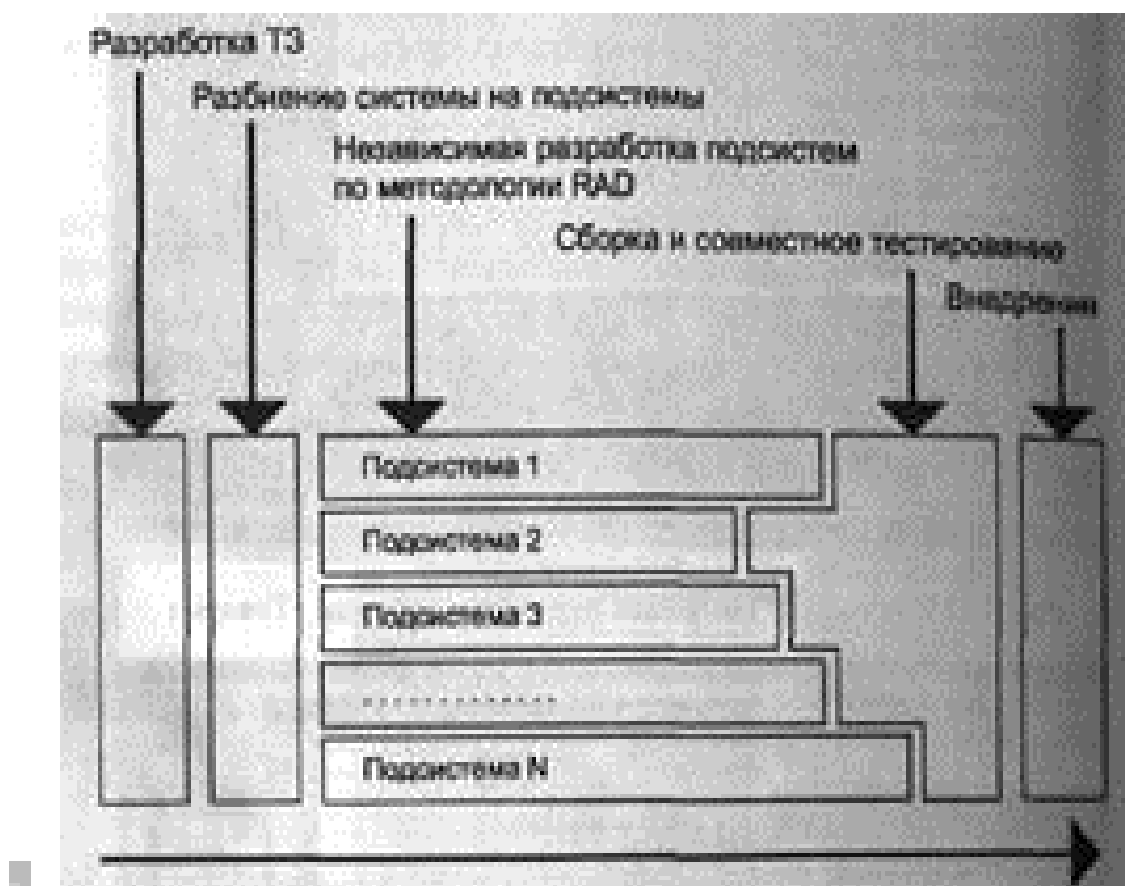 Разработка ТЗ
Разбиение системы на подсистемы
Независимая разработка подсистем
по методологии RAD
Сборка и совместное тестирование
Внедрение
Подсистема 1
Подсистема 2
Подсистема 3
..............
Подсистема N